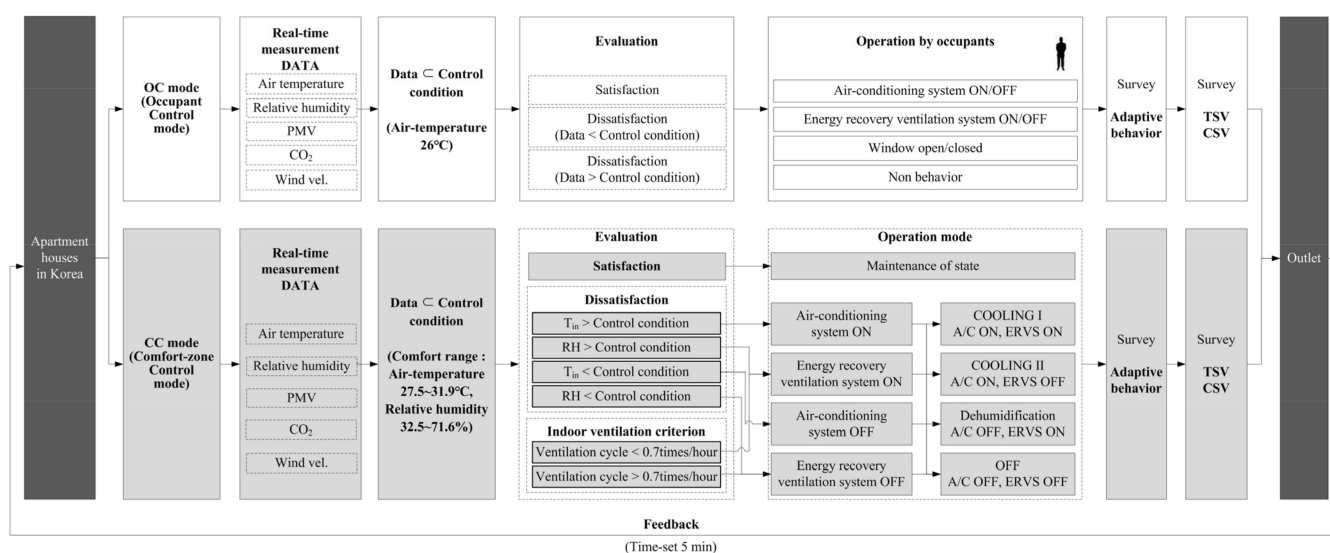 Apartment
houses
in Korea
OC mode
(Occupant
Control
mode)
Real-time
measurement
DATA
Air temperature
Relative humidity
PMV
CO₂
Wind vel.
Data ⊂ Control
condition
(Air-temperature
26℃)
Evaluation
Satisfaction
Dissatisfaction
(Data < Control condition)
Dissatisfaction
(Data > Control condition)
Operation by occupants
Air-conditioning system ON/OFF
Energy recovery ventilation system ON/OFF
Window open/closed
Non behavior
Survey
Adaptive
behavior
Survey
TSV
CSV
CC mode
(Comfort-zone
Control
mode)
Real-time
measurement
DATA
Air temperature
Relative humidity
PMV
CO₂
Wind vel.
Data ⊂ Control
condition
(Comfort range :
Air-temperature
27.5~31.9℃,
Relative humidity
32.5~71.6%)
Evaluation
Satisfaction
Dissatisfaction
Tin > Control condition
RH > Control condition
Tin < Control condition
RH < Control condition
Indoor ventilation criterion
Ventilation cycle < 0.7times/hour
Ventilation cycle > 0.7times/hour
Operation mode
Maintenance of state
Air-conditioning
system ON
Energy recovery
ventilation system ON
Air-conditioning
system OFF
Energy recovery
ventilation system OFF
COOLING I
A/C ON, ERVS ON
COOLING II
A/C ON, ERVS OFF
Dehumidification
A/C OFF, ERVS ON
OFF
A/C OFF, ERVS OFF
Survey
Adaptive
behavior
Survey
TSV
CSV
Outlet
Feedback
(Time-set 5 min)